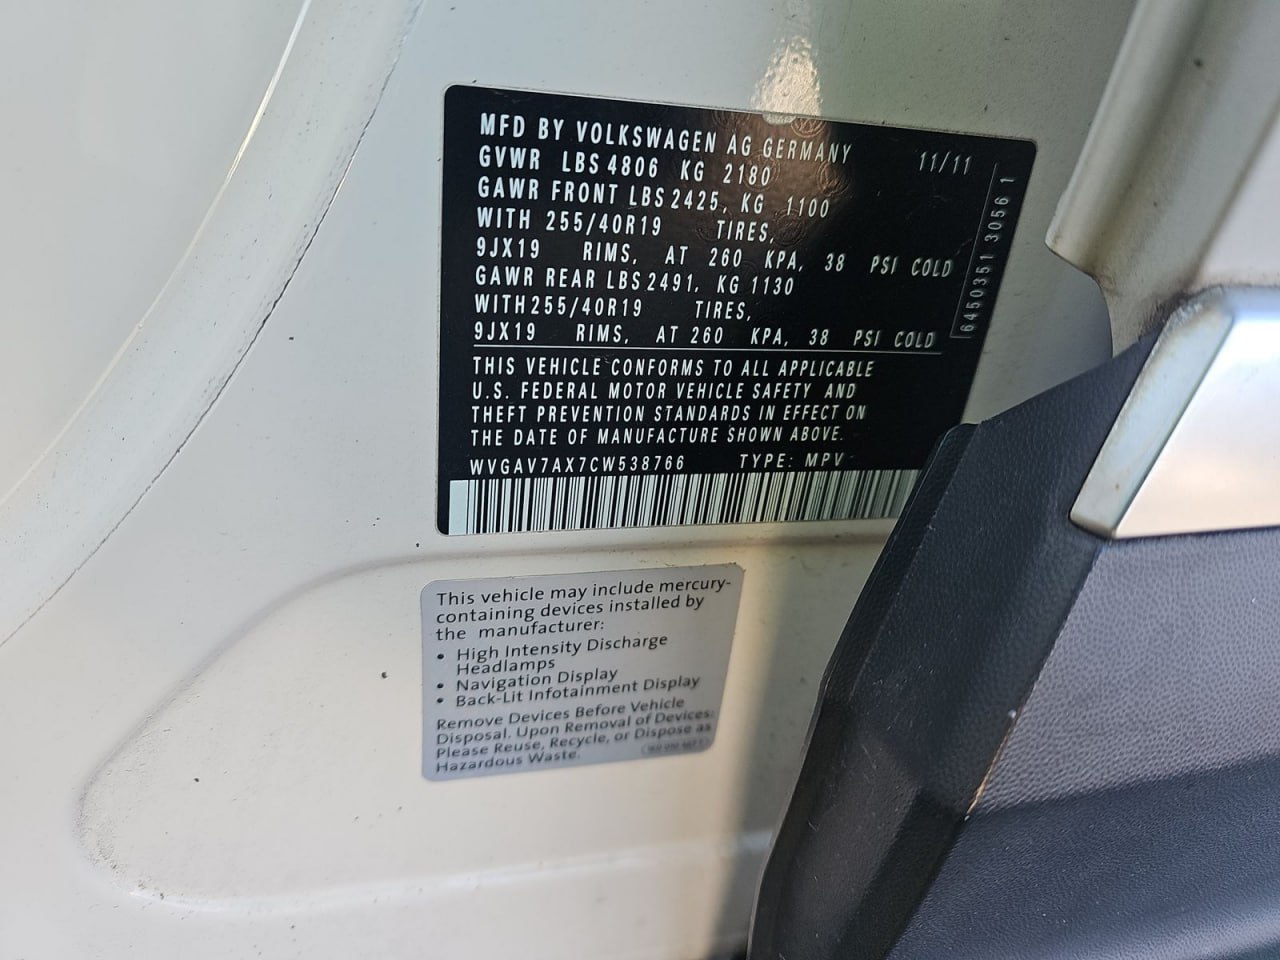 MFD BY VOLKSWAGEN AG GERMANY 11/11
GVWR LBS 4806 KG 2180
GAWR FRONT LBS 2425, KG 1100
WITH 255/40R19 TIRES,
9JX19 RIMS, AT 260 KPA, 38 PSI COLD
GAWR REAR LBS 2491, KG 1130
WITH 255/40R19 TIRES,
9JX19 RIMS, AT 260 KPA, 38 PSI COLD
6450351 3056 1
THIS VEHICLE CONFORMS TO ALL APPLICABLE
U.S. FEDERAL MOTOR VEHICLE SAFETY AND
THEFT PREVENTION STANDARDS IN EFFECT ON
THE DATE OF MANUFACTURE SHOWN ABOVE.
WVGAV7AX7CW538766 TYPE: MPV
This vehicle may include mercury-
containing devices installed by
the manufacturer:
• High Intensity Discharge
Headlamps
• Navigation Display
• Back-Lit Infotainment Display
Remove Devices Before Vehicle
Disposal. Upon Removal of Devices:
Please Reuse, Recycle, or Dispose as
Hazardous Waste.